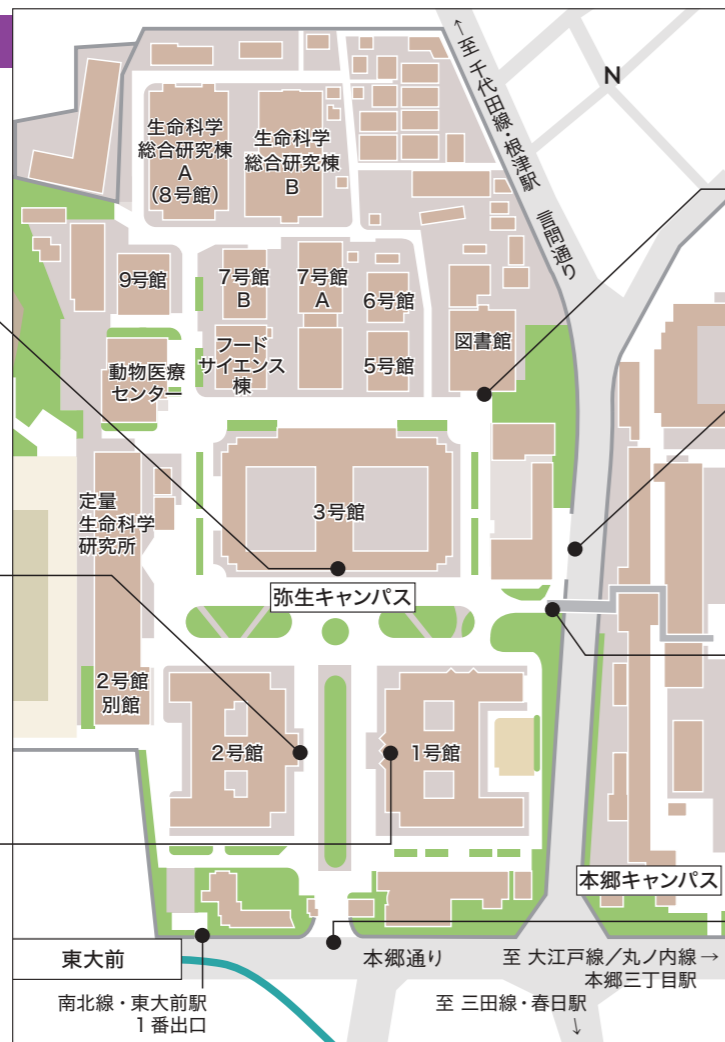 ↑至 千代田線・根津駅　言問通り
N
生命科学
総合研究棟
A
（8号館）
生命科学
総合研究棟
B
9号館
7号館
B
7号館
A
6号館
図書館
動物医療
センター
フード
サイエンス
棟
5号館
3号館
定量
生命科学
研究所
弥生キャンパス
2号館
別館
2号館
1号館
本郷キャンパス
東大前
本郷通り
至 大江戸線／丸ノ内線→
本郷三丁目駅
南北線・東大前駅
1番出口
至 三田線・春日駅
↓